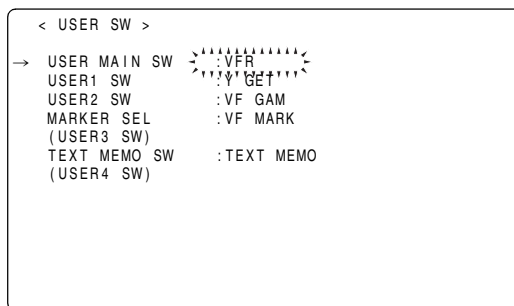 < USER SW >
→ USER MAIN SW :VFR
USER1 SW :Y GET
USER2 SW :VF GAM
MARKER SEL :VF MARK
(USER3 SW)
TEXT MEMO SW :TEXT MEMO
(USER4 SW)